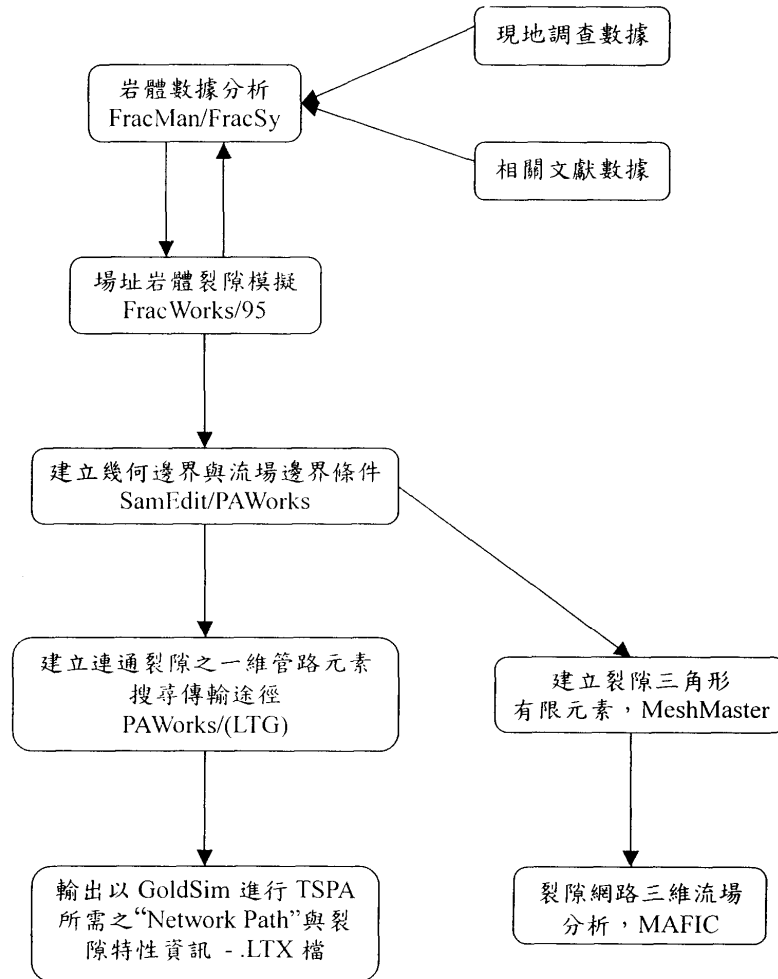 現地調查數據
岩體數據分析
FracMan/FracSy
相關文獻數據
場址岩體裂隙模擬
FracWorks/95
建立幾何邊界與流場邊界條件
SamEdit/PAWorks
建立連通裂隙之一維管路元素
搜尋傳輸途徑
PAWorks/(LTG)
建立裂隙三角形
有限元素，MeshMaster
輸出以 GoldSim 進行 TSPA
所需之“Network Path”與裂
隙特性資訊 - .LTX 檔
裂隙網路三維流場
分析，MAFIC